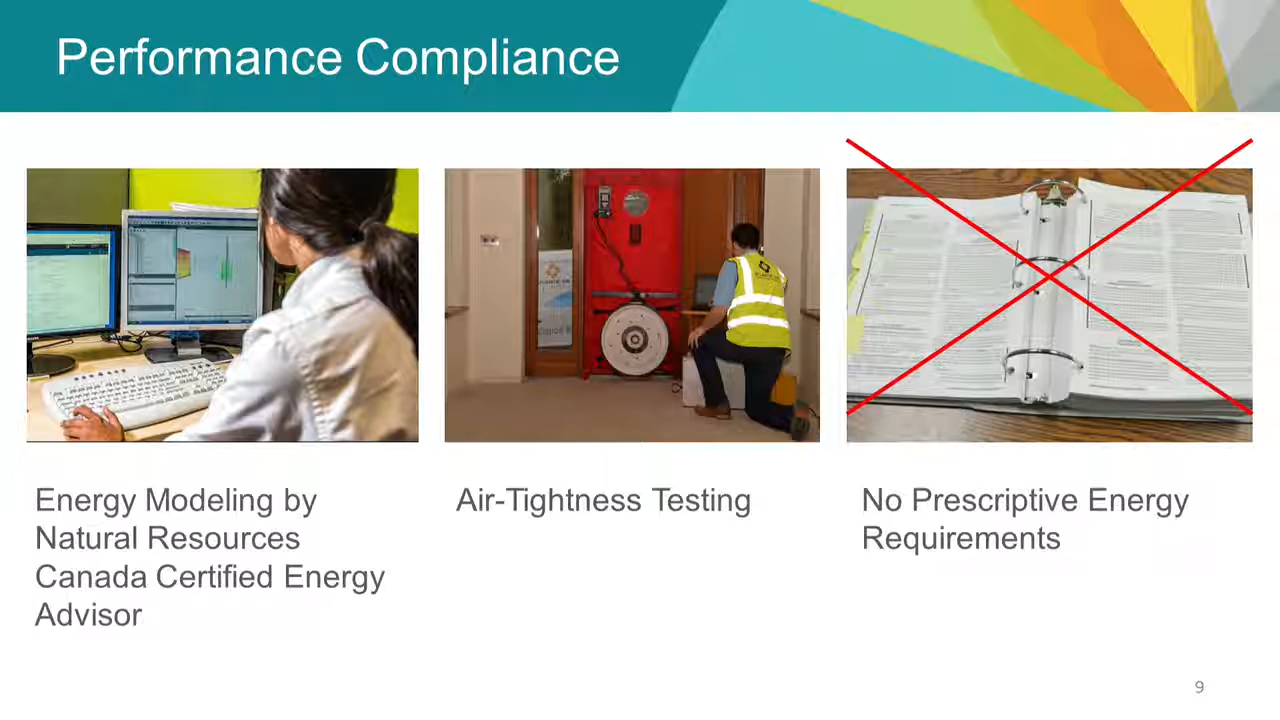 Performance Compliance
Energy Modeling by
Natural Resources
Canada Certified Energy
Advisor
Air-Tightness Testing
No Prescriptive Energy
Requirements
9